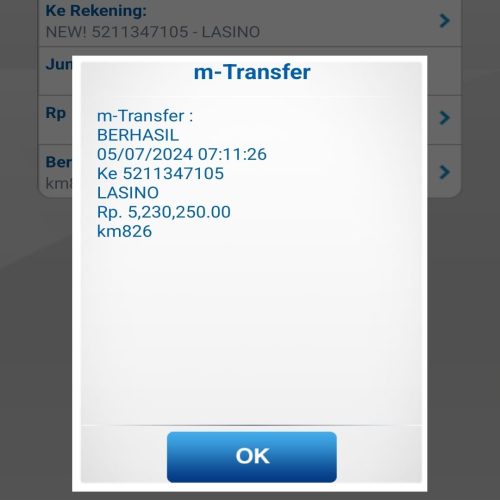 Ke Rekening:
NEW! 5211347105 - LASINO
Jum
m-Transfer
Rp
m-Transfer :
BERHASIL
05/07/2024 07:11:26
Ke 5211347105
LASINO
Rp. 5,230,250.00
km826
Ber
km8
OK